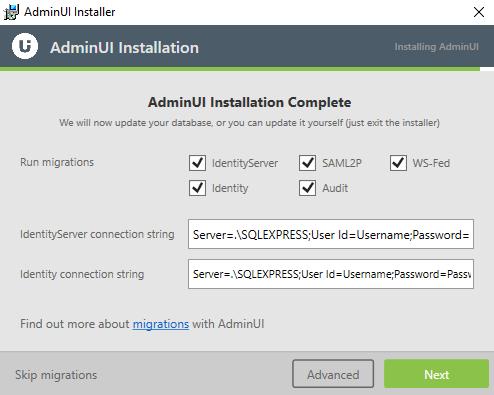 AdminUI Installer
AdminUI Installation
Installing AdminUI
AdminUI Installation Complete
We will now update your database, or you can update it yourself (just exit the installer)
Run migrations
IdentityServer SAML2P WS-Fed
Identity Audit
IdentityServer connection string Server=.\SQLEXPRESS;User Id=Username;Password=
Identity connection string Server=.\SQLEXPRESS;User Id=Username;Password=Passw
Find out more about migrations with AdminUI
Skip migrations Advanced Next